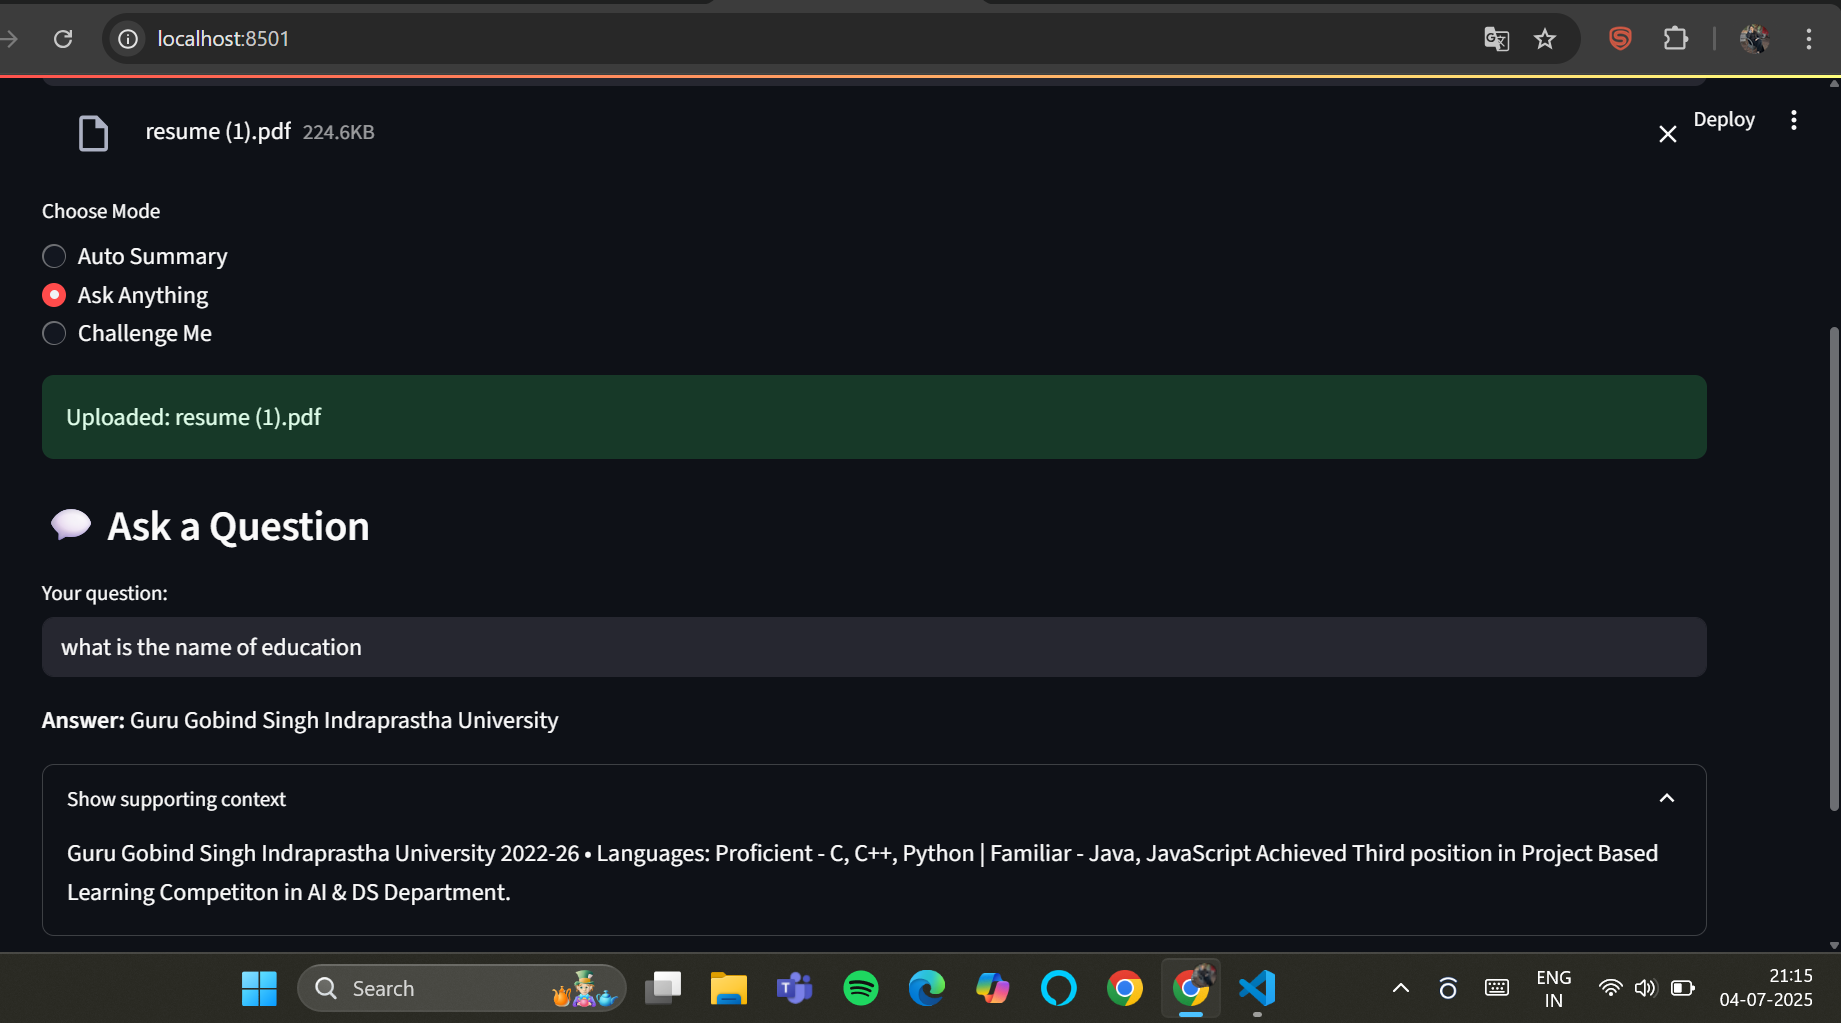 localhost:8501
resume (1).pdf 224.6KB
Deploy
Choose Mode
Auto Summary
Ask Anything
Challenge Me
Uploaded: resume (1).pdf
Ask a Question
Your question:
what is the name of education
Answer: Guru Gobind Singh Indraprastha University
Show supporting context
Guru Gobind Singh Indraprastha University 2022-26 • Languages: Proficient - C, C++, Python | Familiar - Java, JavaScript Achieved Third position in Project Based
Learning Competiton in AI & DS Department.
Search
ENG
IN
21:15
04-07-2025